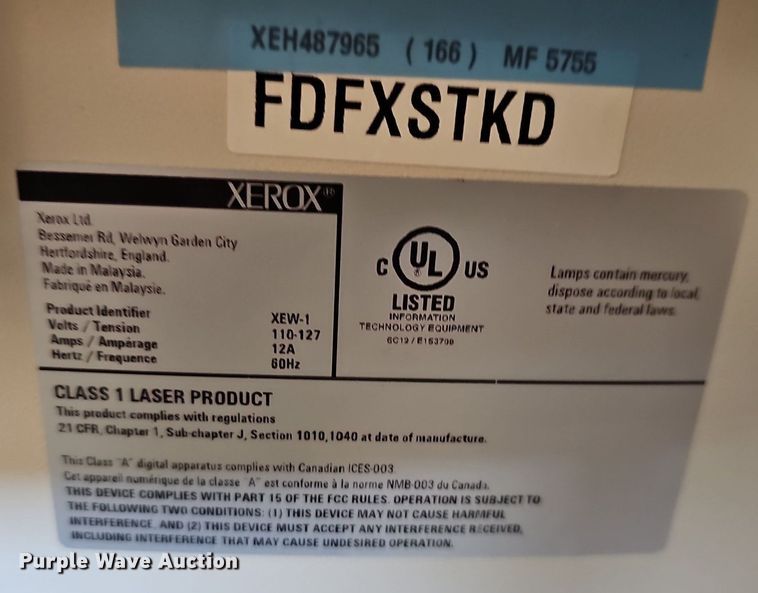 XEH487965 (166) MF 5755
FDFXSTKD
XEROX®
Xerox Ltd.
Bessemer Rd, Welwyn Garden City
Hertfordshire, England.
Made in Malaysia.
Fabriqué en Malaysie.
Product Identifier XEW-1
Volts / Tension 110-127
Amps / Ampérage 12A
Hertz / Frequence 60Hz
C UL ® US
LISTED
INFORMATION
TECHNOLOGY EQUIPMENT
6C12 / E153709
Lamps contain mercury,
dispose according to local,
state and federal laws.
CLASS 1 LASER PRODUCT
This product complies with regulations
21 CFR, Chapter 1, Sub-chapter J, Section 1010,1040 at date of manufacture.
This Class "A" digital apparatus complies with Canadian ICES-003
Cet appareil numérique de la classe "A" est conforme à la norme NMB-003 du Canada.
THIS DEVICE COMPLIES WITH PART 15 OF THE FCC RULES. OPERATION IS SUBJECT TO
THE FOLLOWING TWO CONDITIONS: (1) THIS DEVICE MAY NOT CAUSE HARMFUL
INTERFERENCE, AND (2) THIS DEVICE MUST ACCEPT ANY INTERFERENCE RECEIVED,
INCLUDING INTERFERENCE THAT MAY CAUSE UNDESIRED OPERATION.
Purple Wave Auction